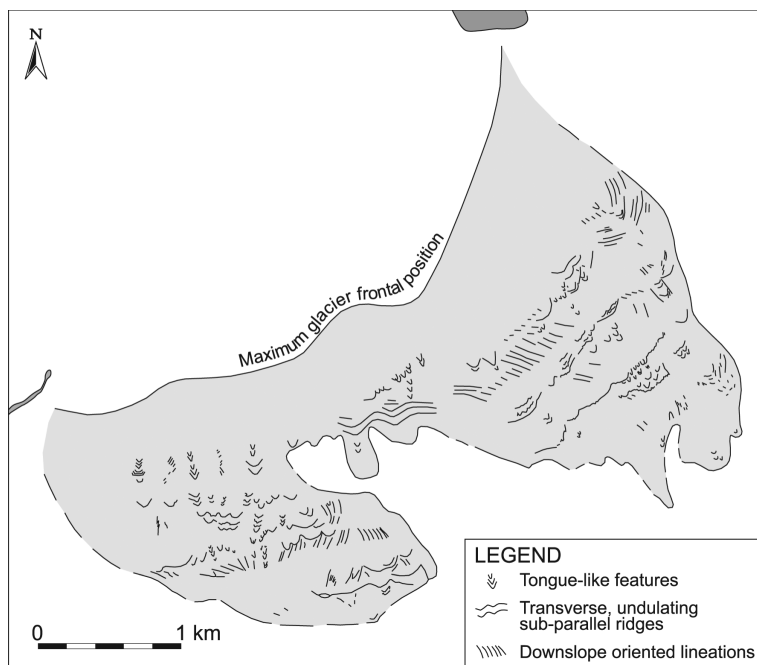 N
Maximum glacier frontal position
LEGEND
Tongue-like features
Transverse, undulating
sub-parallel ridges
Downslope oriented lineations
0 1 km